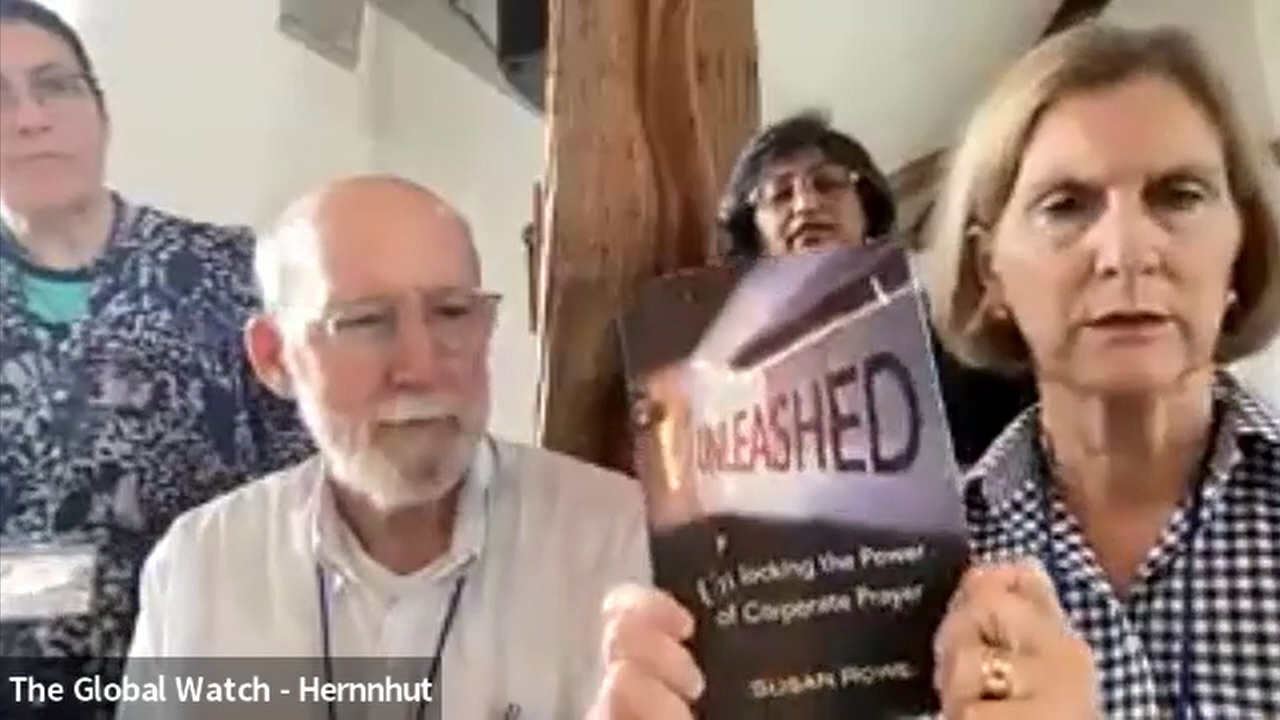 UNLEASHED
Unlocking the Power
of Corporate Prayer
SUSAN ROWE
The Global Watch - Hernnhut